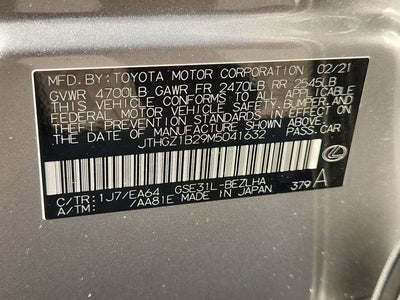 MFD.BY: TOYOTA MOTOR CORPORATION 02/21
GVWR 4700LB GAWR FR 2470LB RR 2545LB
THIS VEHICLE CONFORMS TO ALL APPLICABLE
FEDERAL MOTOR VEHICLE SAFETY, BUMPER, AND
THEFT PREVENTION STANDARDS IN EFFECT ON
THE DATE OF MANUFACTURE SHOWN ABOVE.
JTHGZ1B29M5041632 PASS.CAR
C/TR: 1J7/EA64 GSE31L-BEZLHA 379 A
A/TM: /AA81E MADE IN JAPAN